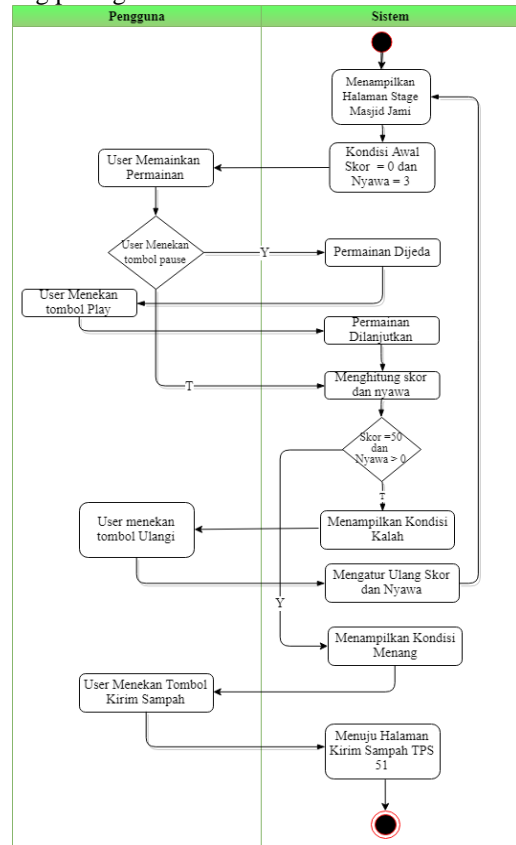 Pengguna
Sistem
Menampilkan
Halaman Stage
Masjid Jami
Kondisi Awal
Skor = 0 dan
Nyawa = 3
User Memainkan
Permainan
User Menekan
tombol pause
Y
Permainan Dijeda
User Menekan
tombol Play
Permainan
Dilanjutkan
T
Menghitung skor
dan nyawa
Skor =50
dan
Nyawa > 0
T
Menampilkan Kondisi
Kalah
User menekan
tombol Ulangi
Mengatur Ulang Skor
dan Nyawa
Y
Menampilkan Kondisi
Menang
User Menekan Tombol
Kirim Sampah
Menuju Halaman
Kirim Sampah TPS
51